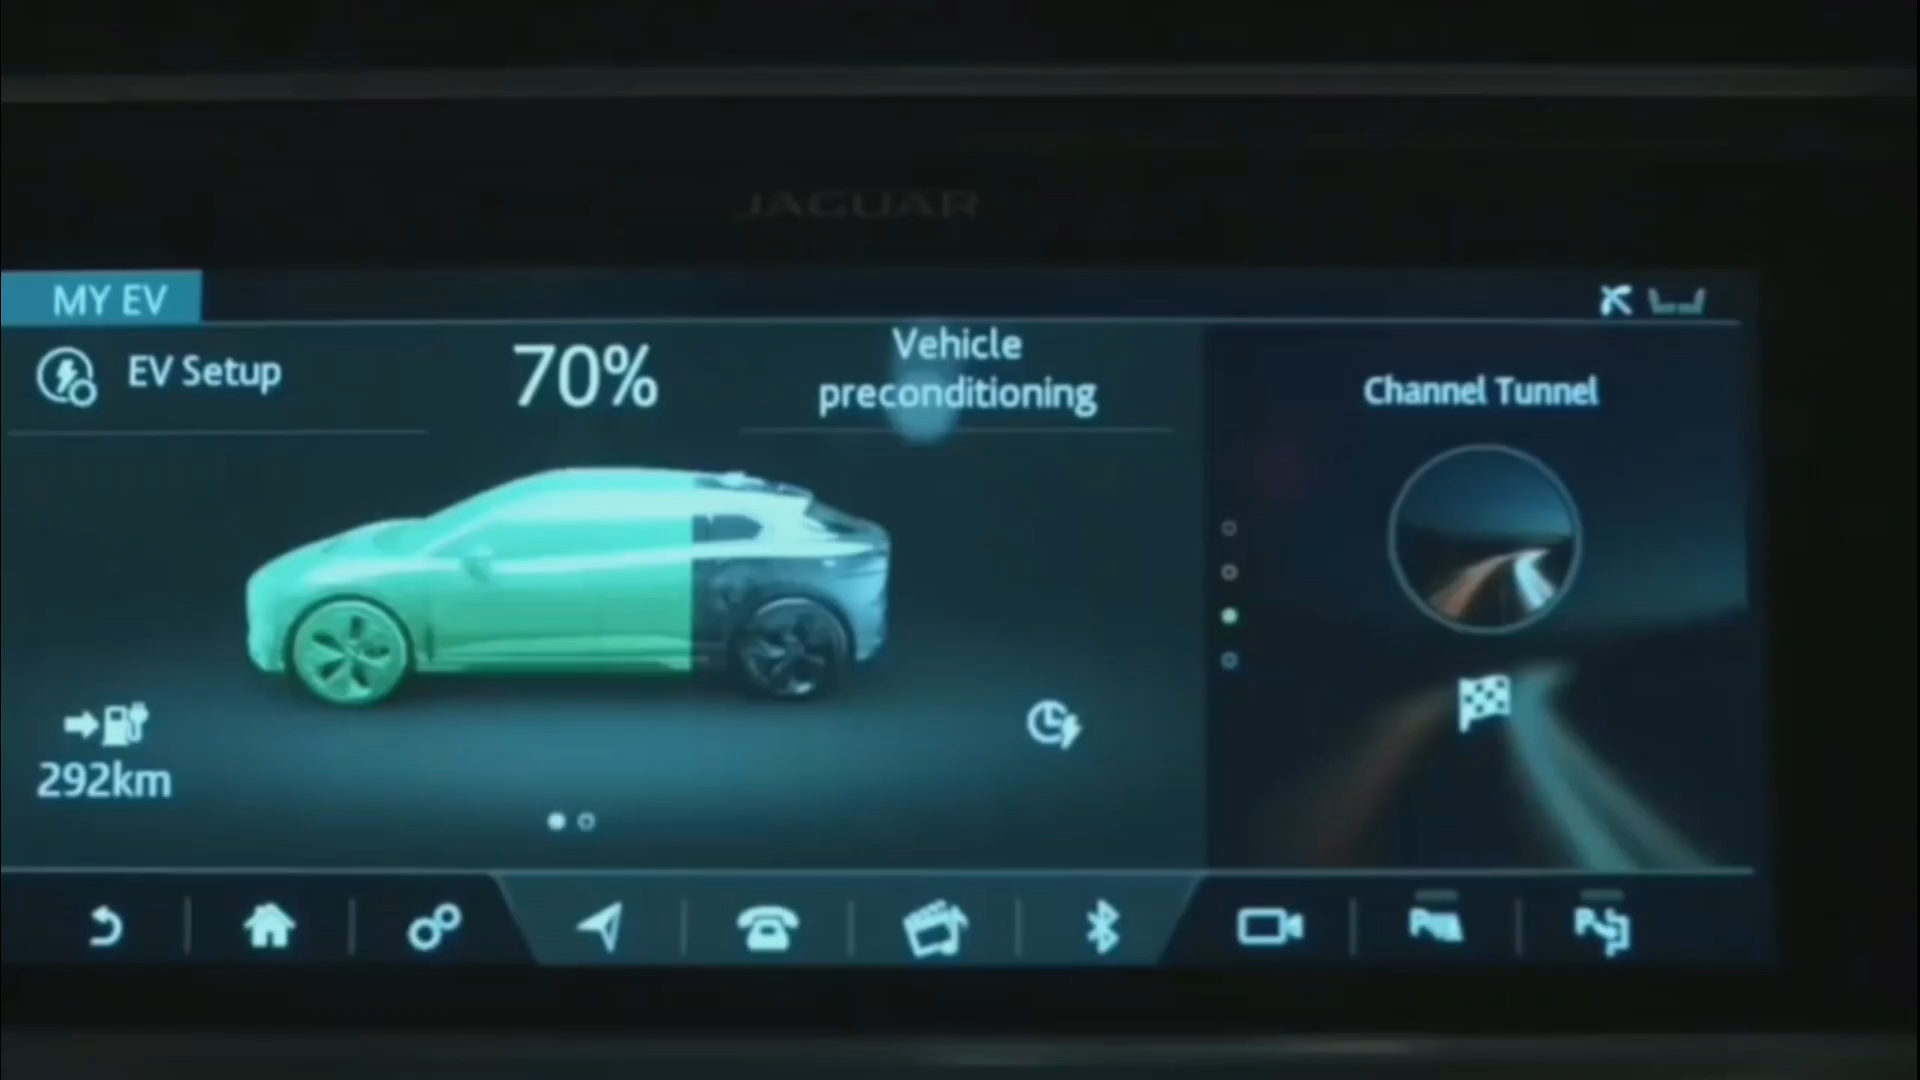 JAGUAR
MY EV
EV Setup
70%
Vehicle
preconditioning
Channel Tunnel
292km